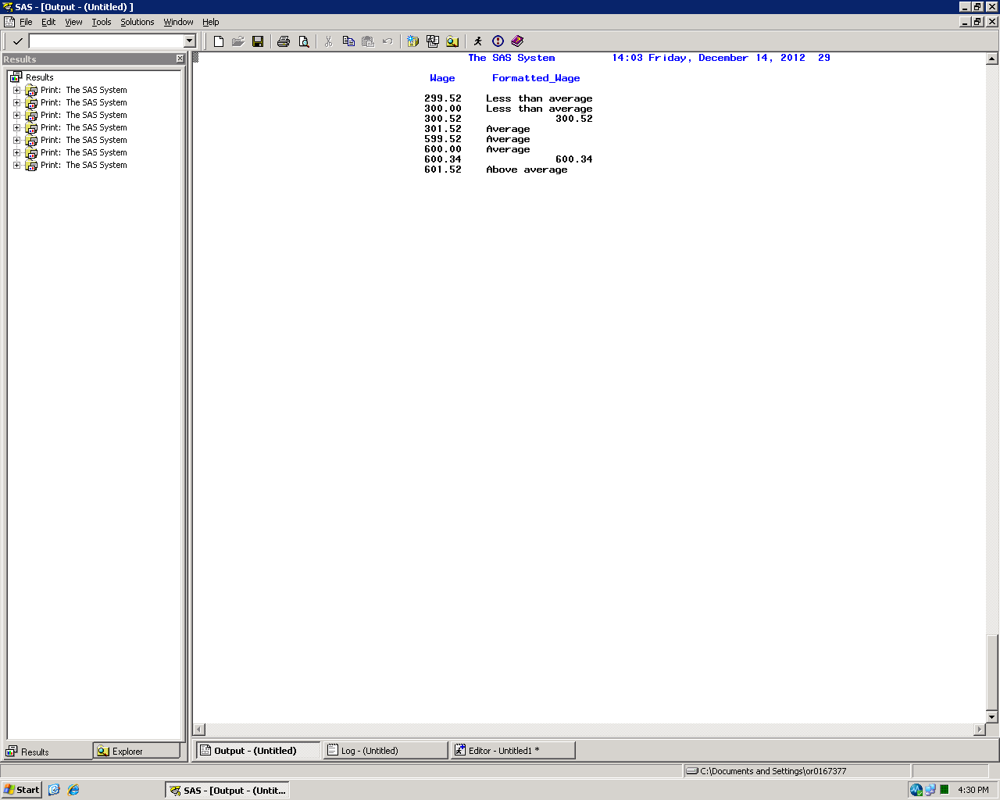 SAS - [Output - (Untitled) ]
File Edit View Tools Solutions Window Help
Results
The SAS System 14:03 Friday, December 14, 2012 29
Results
Print: The SAS System
Print: The SAS System
Print: The SAS System
Print: The SAS System
Print: The SAS System
Print: The SAS System
Print: The SAS System
Wage Formatted_Wage
299.52 Less than average
300.00 Less than average
300.52 300.52
301.52 Average
599.52 Average
600.00 Average
600.34 600.34
601.52 Above average
Results Explorer
Output - (Untitled) Log - (Untitled) Editor - Untitled1 *
C:\Documents and Settings\or0167377
Start SAS - [Output - (Untit... 4:30 PM